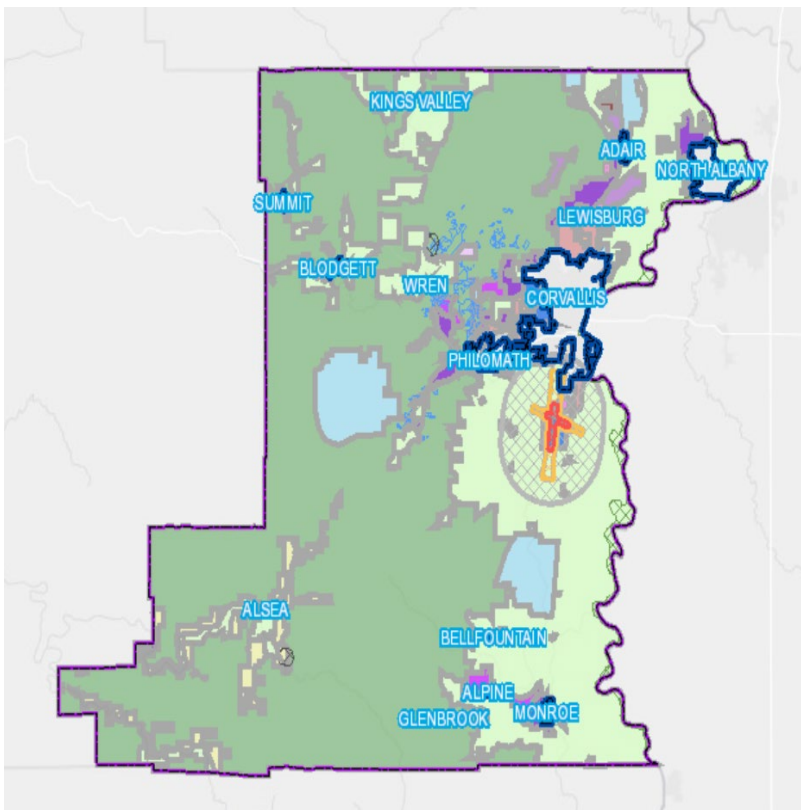 KINGS VALLEY
ADAIR
NORTH ALBANY
SUMMIT
LEWISBURG
BLODGETT
WREN
CORVALLIS
PHILOMATH
ALSEA
BELLFOUNTAIN
ALPINE
GLENBROOK
MONROE